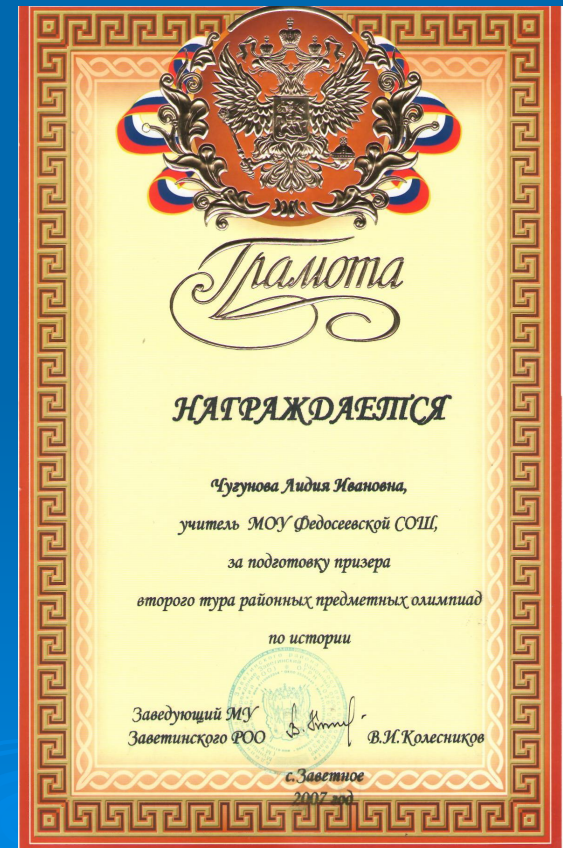 Грамота
НАГРАЖДАЕТСЯ
Чугунова Лидия Ивановна,
учитель МОУ Федосеевской СОШ,
за подготовку призера
второго тура районных предметных олимпиад
по истории
Заведующий МУ
Заветинского РОО В.И.Колесников
с.Заветное
2007 год